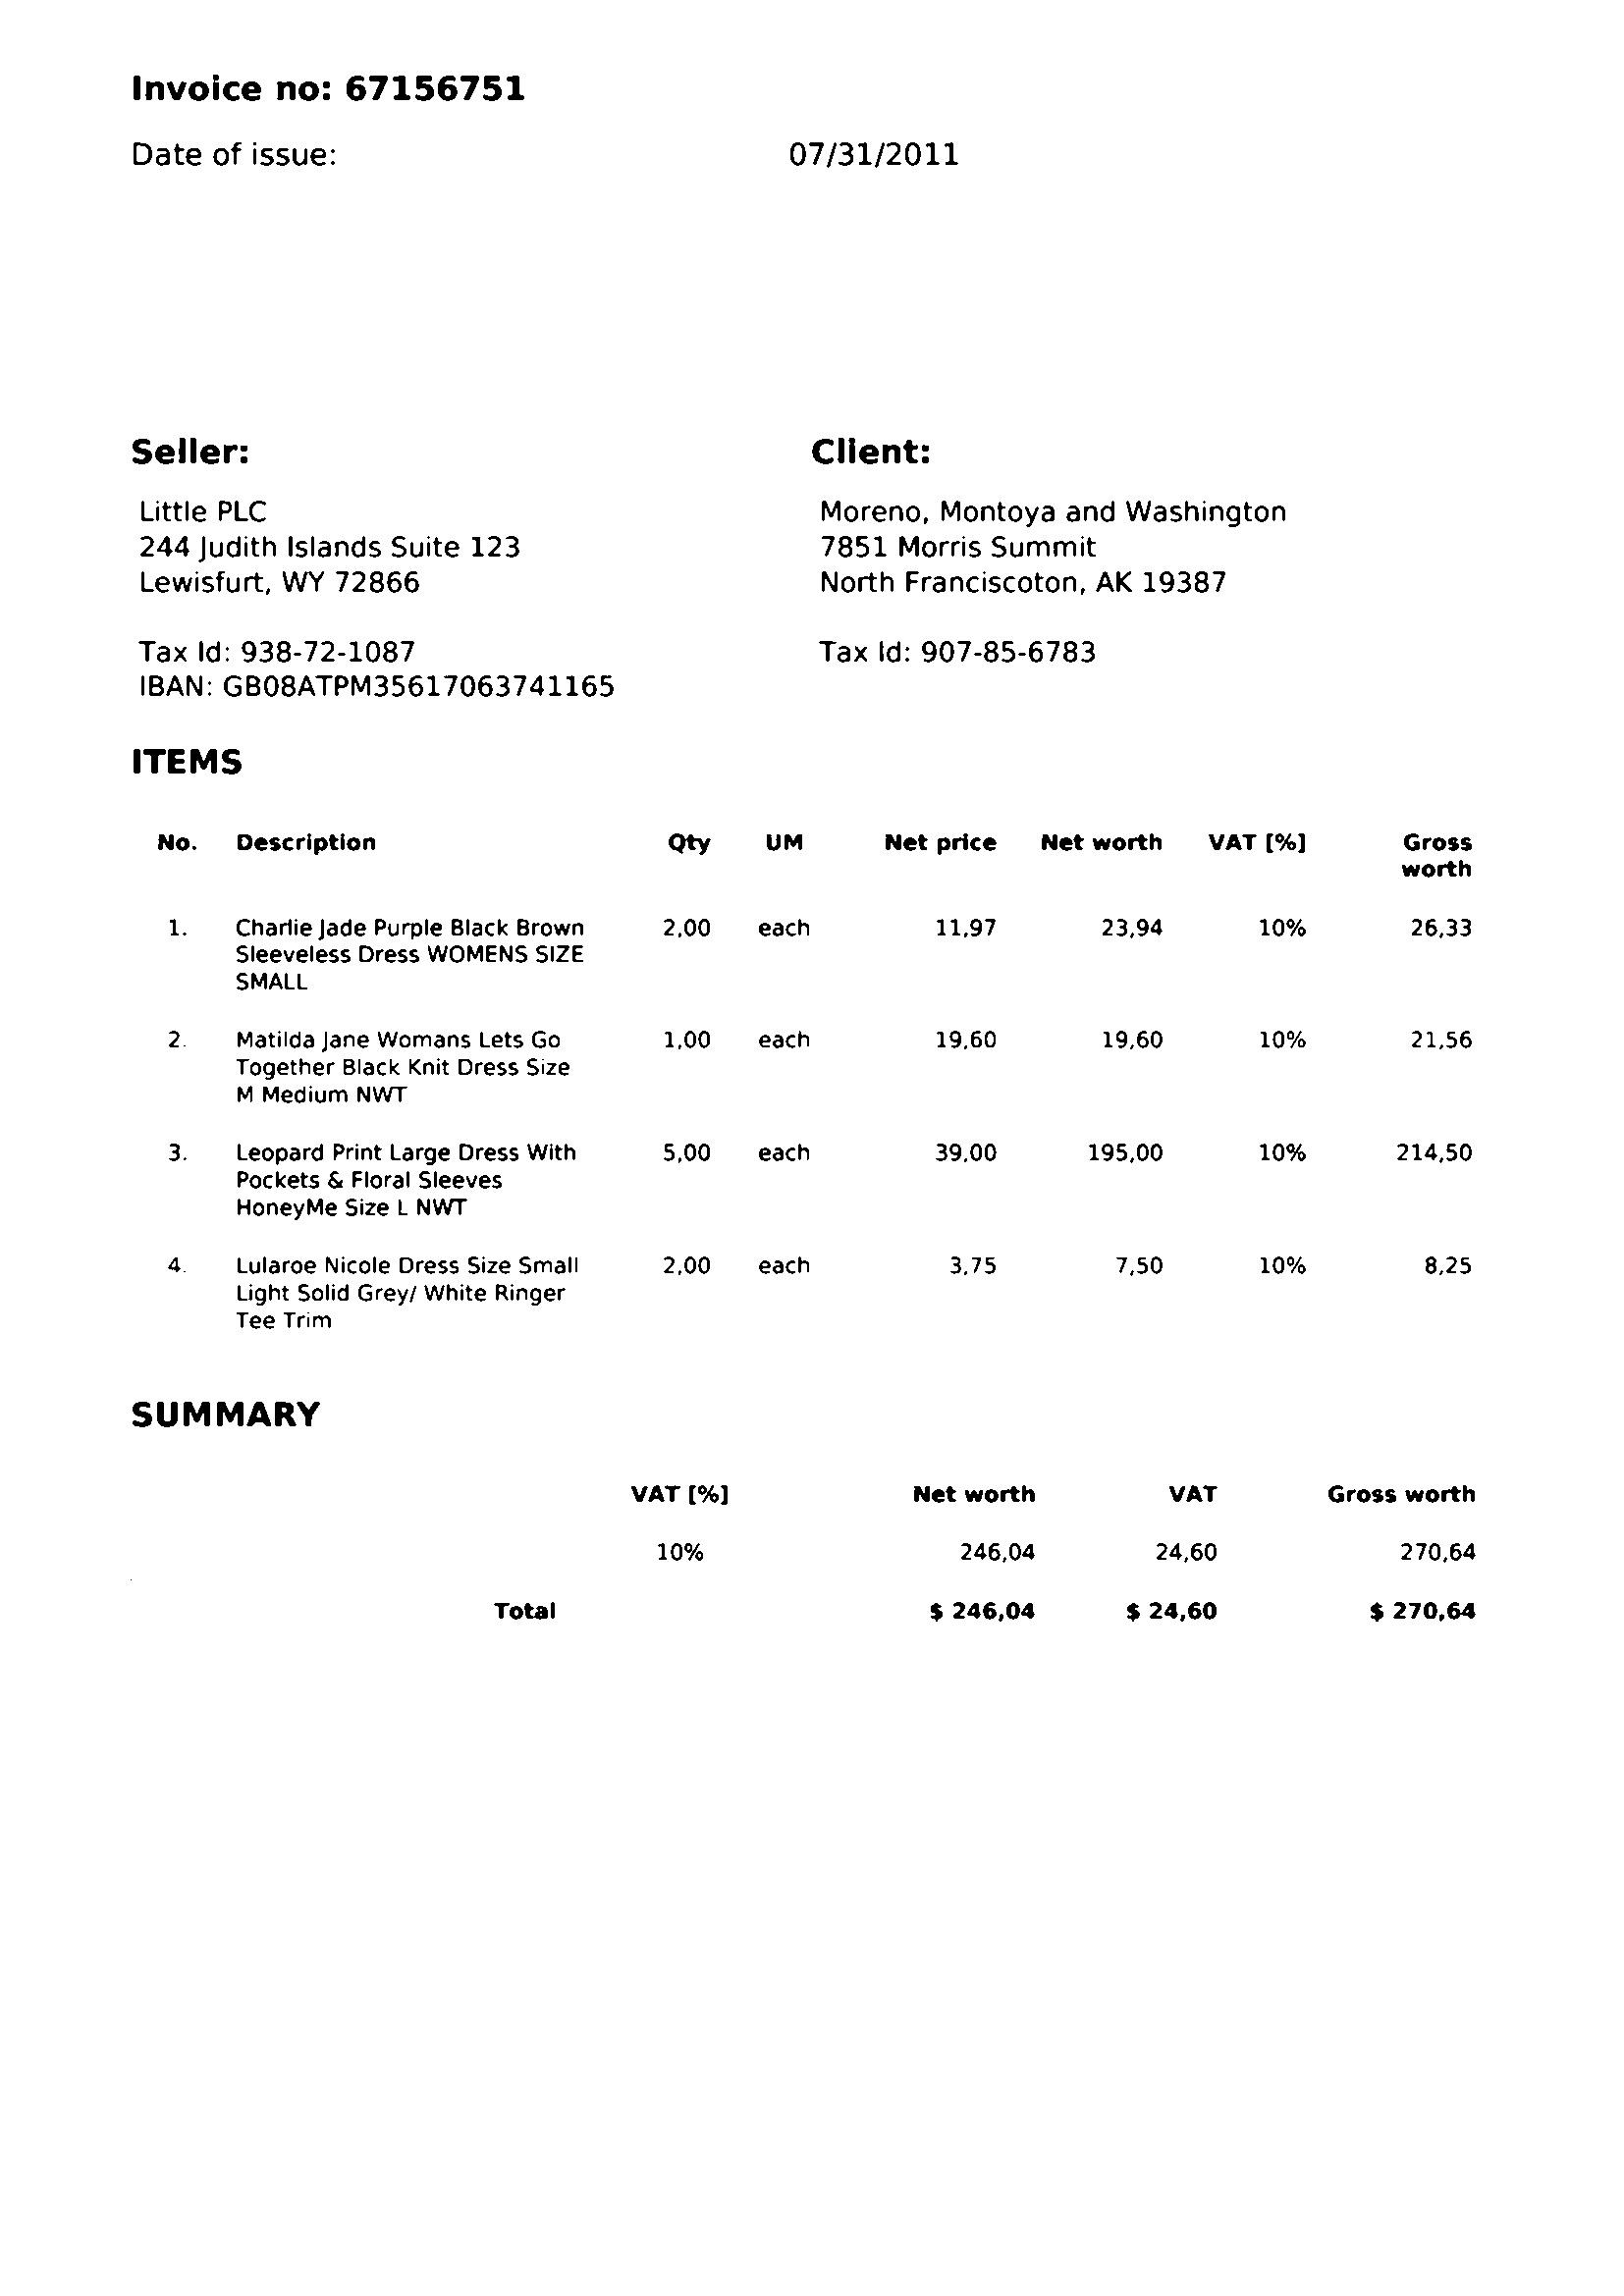 Invoice no: 67156751
Date of issue: 07/31/2011
Seller:
Little PLC
244 Judith Islands Suite 123
Lewisfurt, WY 72866
Tax Id: 938-72-1087
IBAN: GB08ATPM35617063741165
Client:
Moreno, Montoya and Washington
7851 Morris Summit
North Franciscoton, AK 19387
Tax Id: 907-85-6783
ITEMS
No. Description Qty UM Net price Net worth VAT [%] Gross
worth
1. Charlie Jade Purple Black Brown 2,00 each 11,97 23,94 10% 26,33
Sleeveless Dress WOMENS SIZE
SMALL
2. Matilda Jane Womans Lets Go 1,00 each 19,60 19,60 10% 21,56
Together Black Knit Dress Size
M Medium NWT
3. Leopard Print Large Dress With 5,00 each 39,00 195,00 10% 214,50
Pockets & Floral Sleeves
HoneyMe Size L NWT
4. Lularoe Nicole Dress Size Small 2,00 each 3,75 7,50 10% 8,25
Light Solid Grey/ White Ringer
Tee Trim
SUMMARY
VAT [%] Net worth VAT Gross worth
10% 246,04 24,60 270,64
Total $ 246,04 $ 24,60 $ 270,64